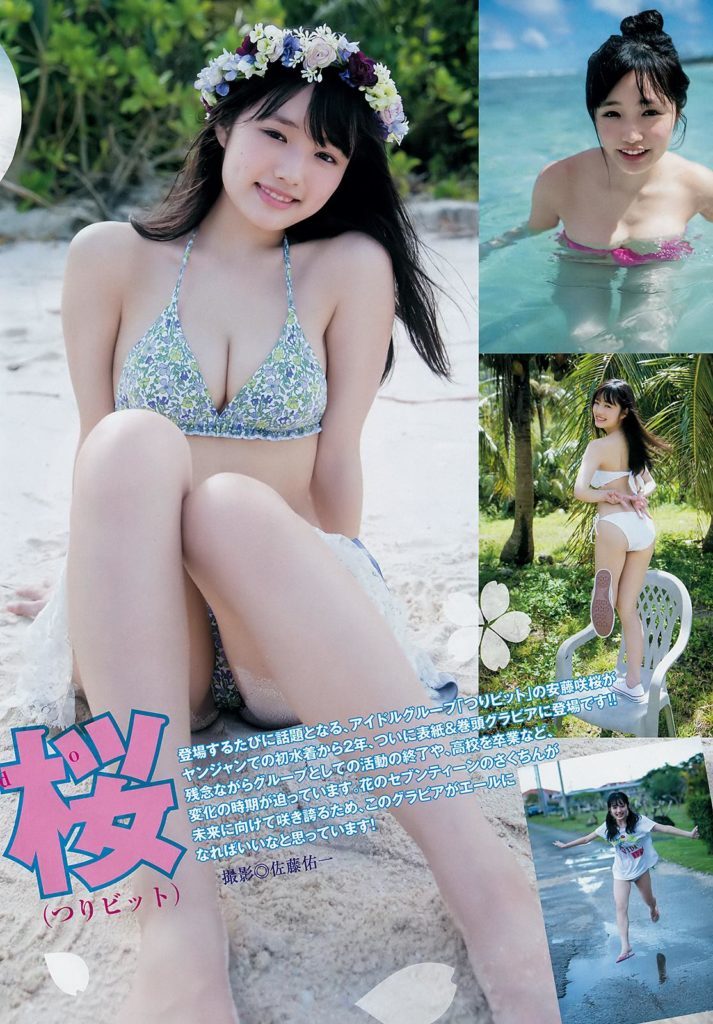 do
桜
(つりビット)
登場するたびに話題となる、アイドルグループ「つりビット」の安藤咲桜が
ヤンジャンでの初水着から2年、ついに表紙&巻頭グラビアに登場です!!
残念ながらグループとしての活動の終了や、高校を卒業など、
変化の時期が迫っています。花のセブンティーンのさくちんが
未来に向けて咲き誇るため、このグラビアがエールに
なればいいなと思っています!
撮影◎佐藤佑一